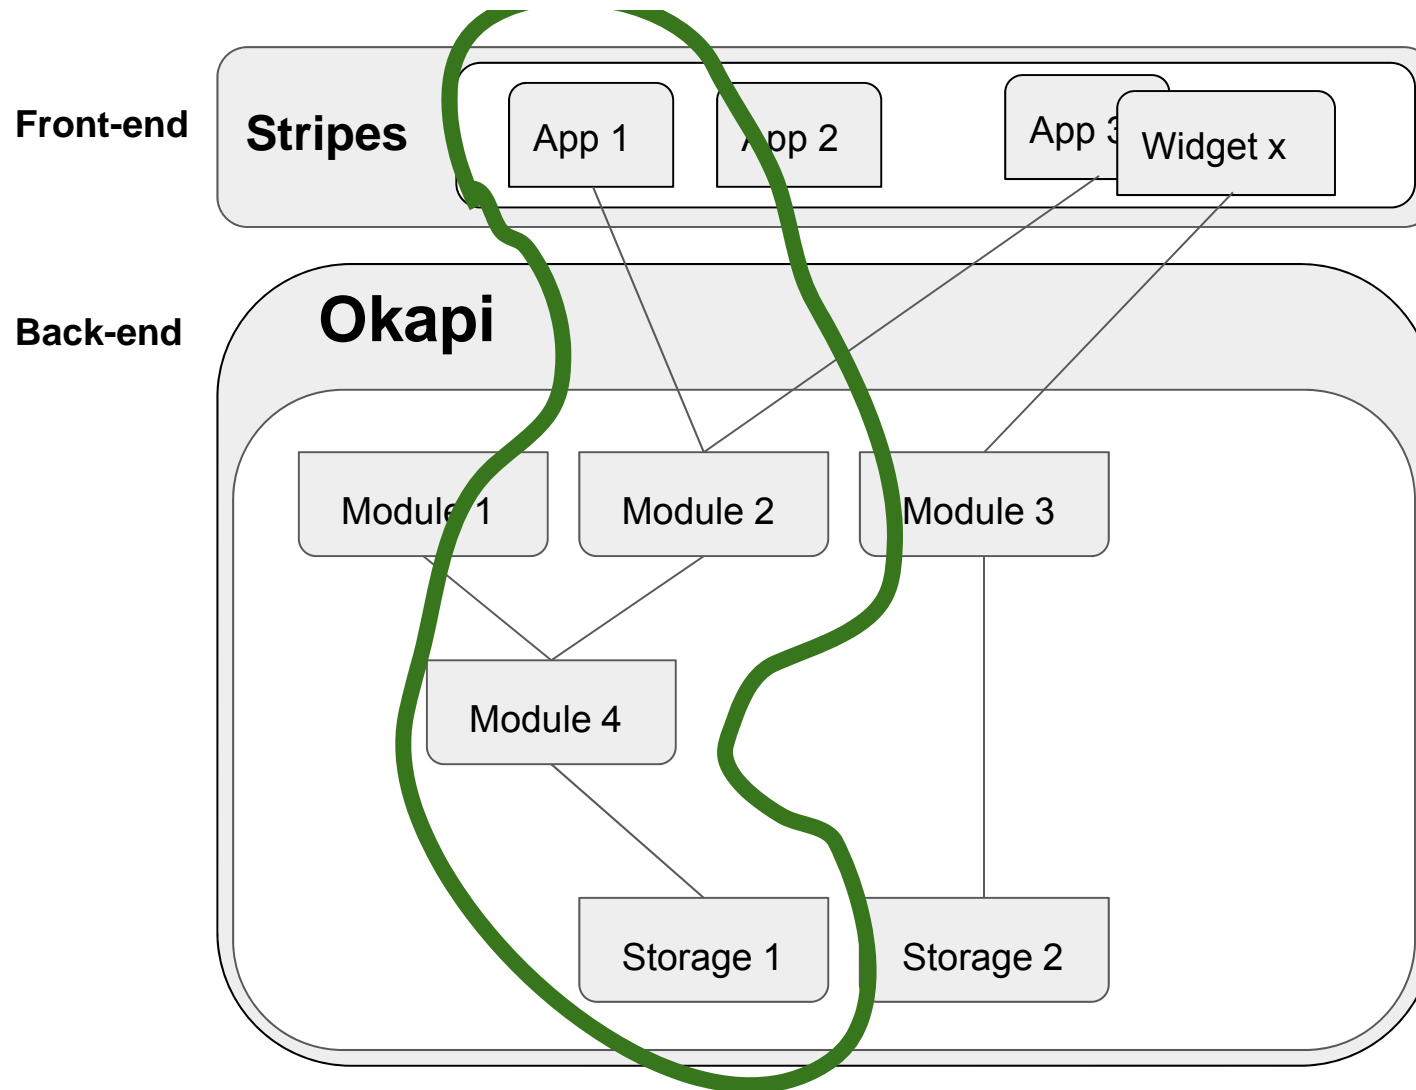 Front-end
Stripes
App 1
App 2
App 3
Widget x
Back-end
Okapi
Module 1
Module 2
Module 3
Module 4
Storage 1
Storage 2